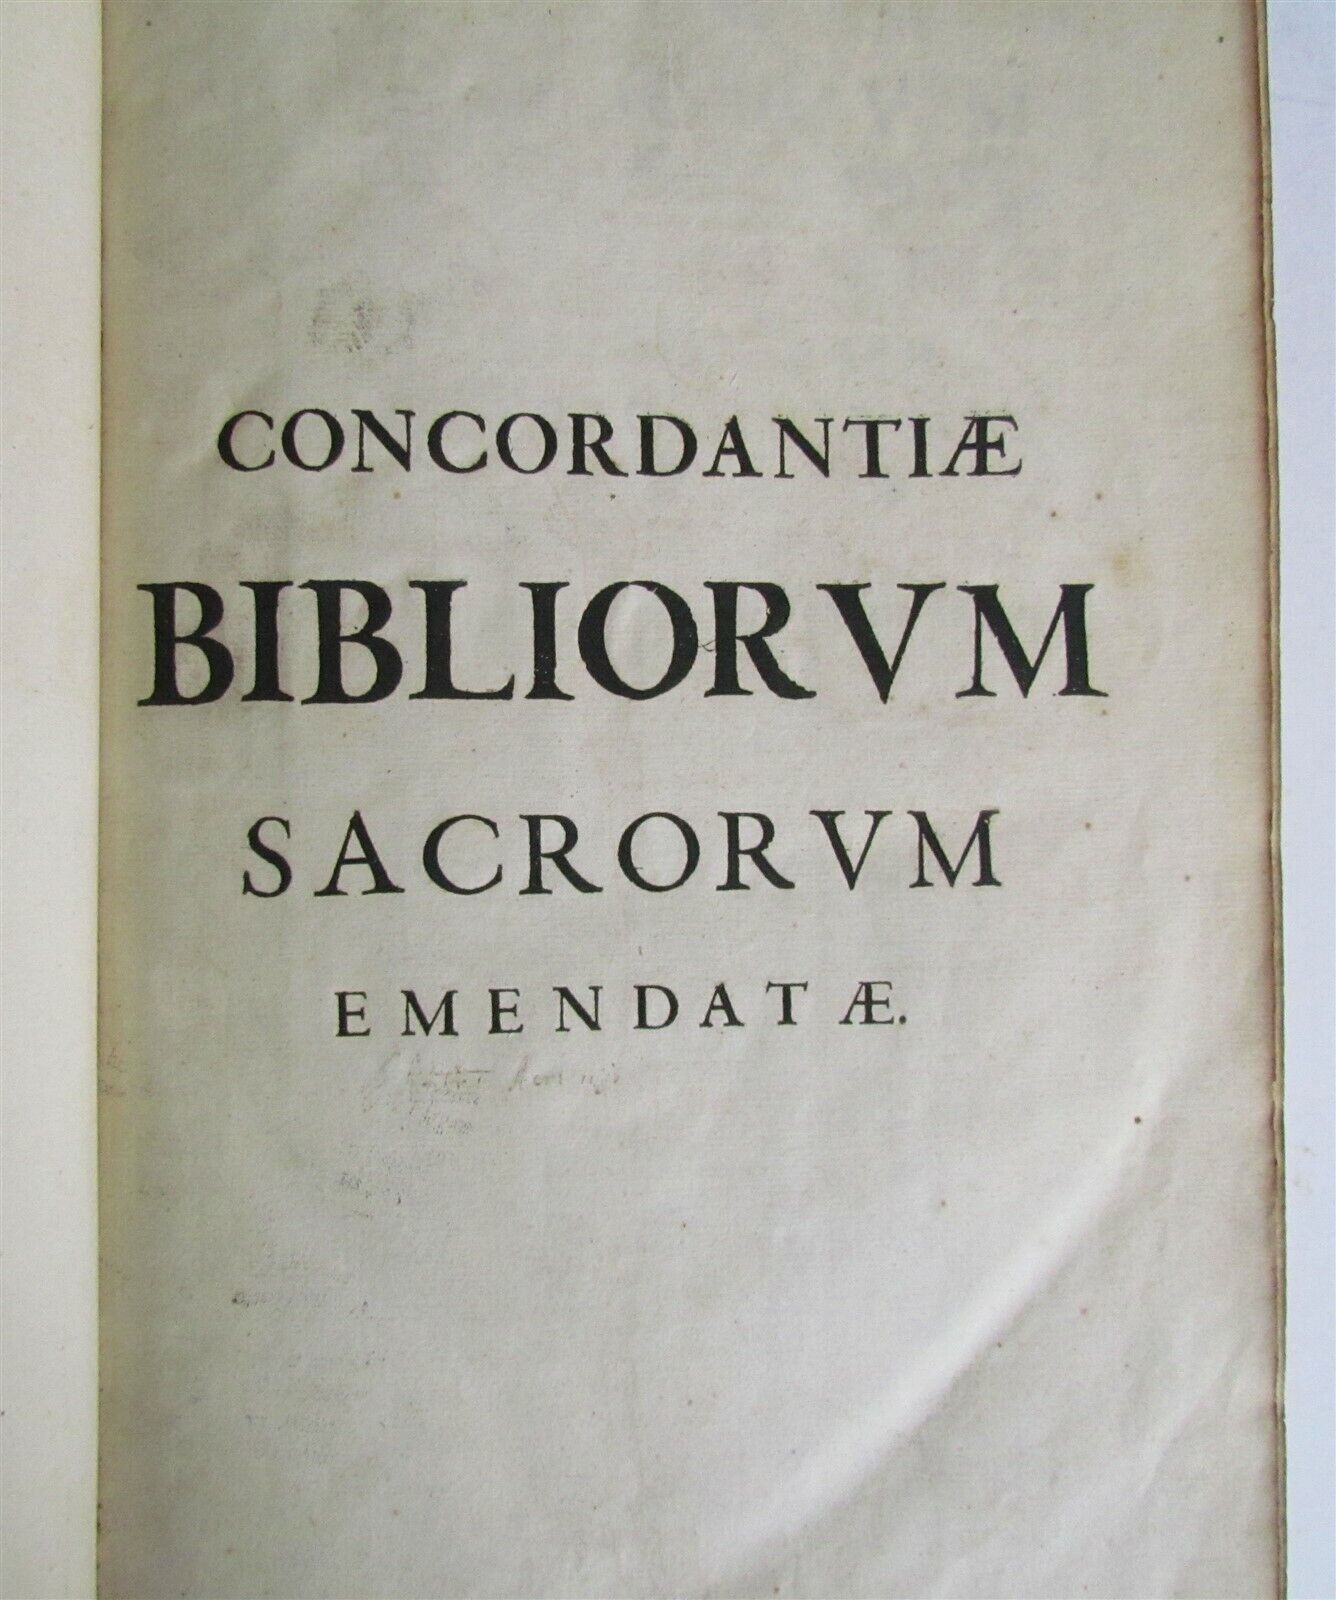 CONCORDANTIÆ
BIBLIORVM
SACRORVM
EMENDATÆ.